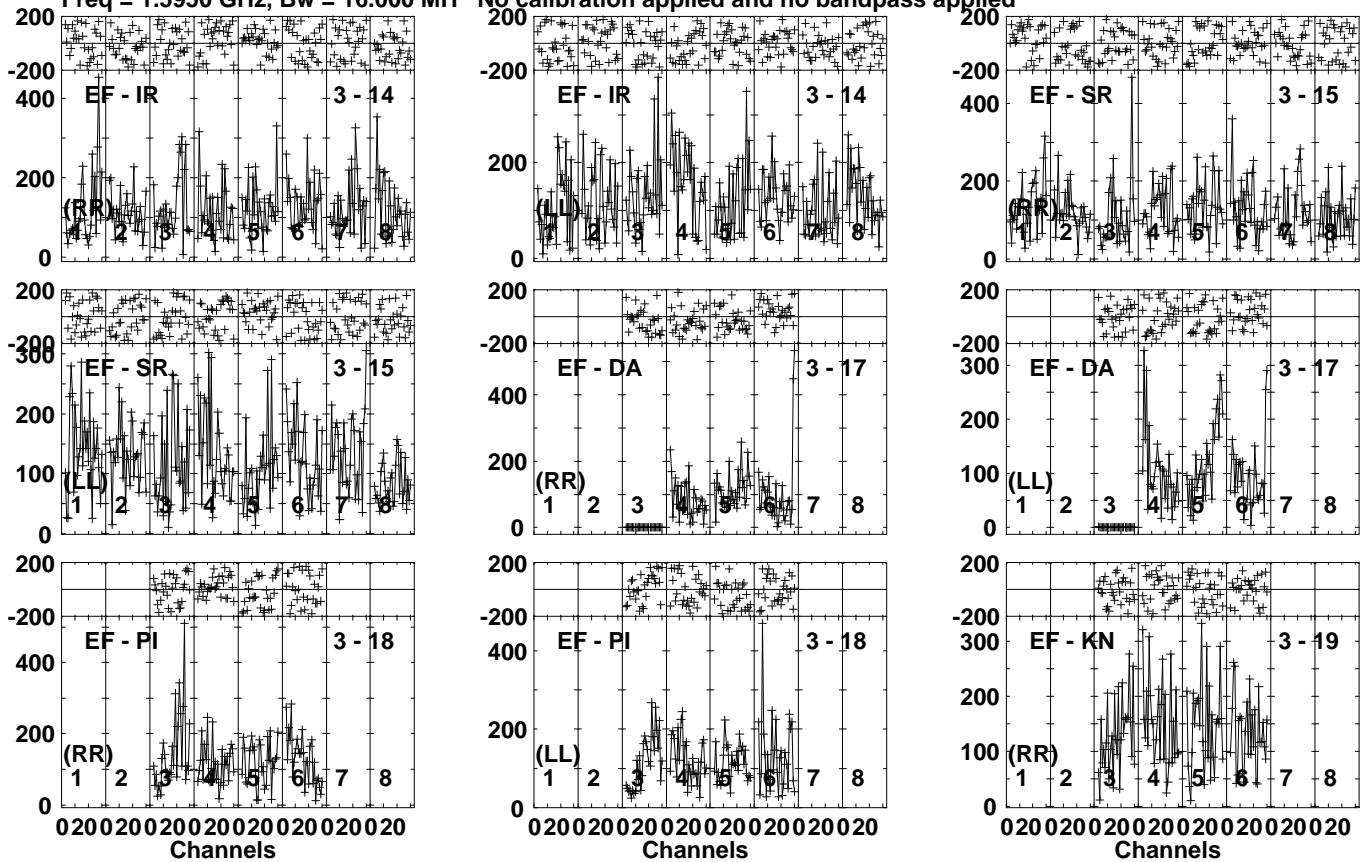 Freq = 1.5950 GHz, Bw = 16.000 MH No calibration applied and no bandpass applied
200 200 200
-200 -200 -200
EF - IR 3 - 14 EF - IR 3 - 14 EF - SR 3 - 15
400 400
200 200 200
(RR) (LL) (RR)
1 2 3 4 5 6 7 8 1 2 3 4 5 6 7 8 1 2 3 4 5 6 7 8
0 0 0
200 200 200
-200 -200 -200
300 EF - SR 3 - 15 EF - DA 3 - 17 300 EF - DA 3 - 17
400
200 200 200
100 100
(LL) (RR) (LL)
1 2 3 4 5 6 7 8 1 2 3 4 5 6 7 8 1 2 3 4 5 6 7 8
0 0 0
200 200 200
-200 -200 -200
EF - PI 3 - 18 EF - PI 3 - 18 300 EF - KN 3 - 19
400 400
200 200 200
100
(RR) (LL) (RR)
1 2 3 4 5 6 7 8 1 2 3 4 5 6 7 8 1 2 3 4 5 6 7 8
0 0 0
0 20 0 20 0 20 0 20 0 20 0 20 0 20 0 20 0 20 0 20 0 20 0 20 0 20 0 20 0 20 0 20 0 20 0 20 0 20 0 20 0 20 0 20 0 20 0 20
Channels Channels Channels